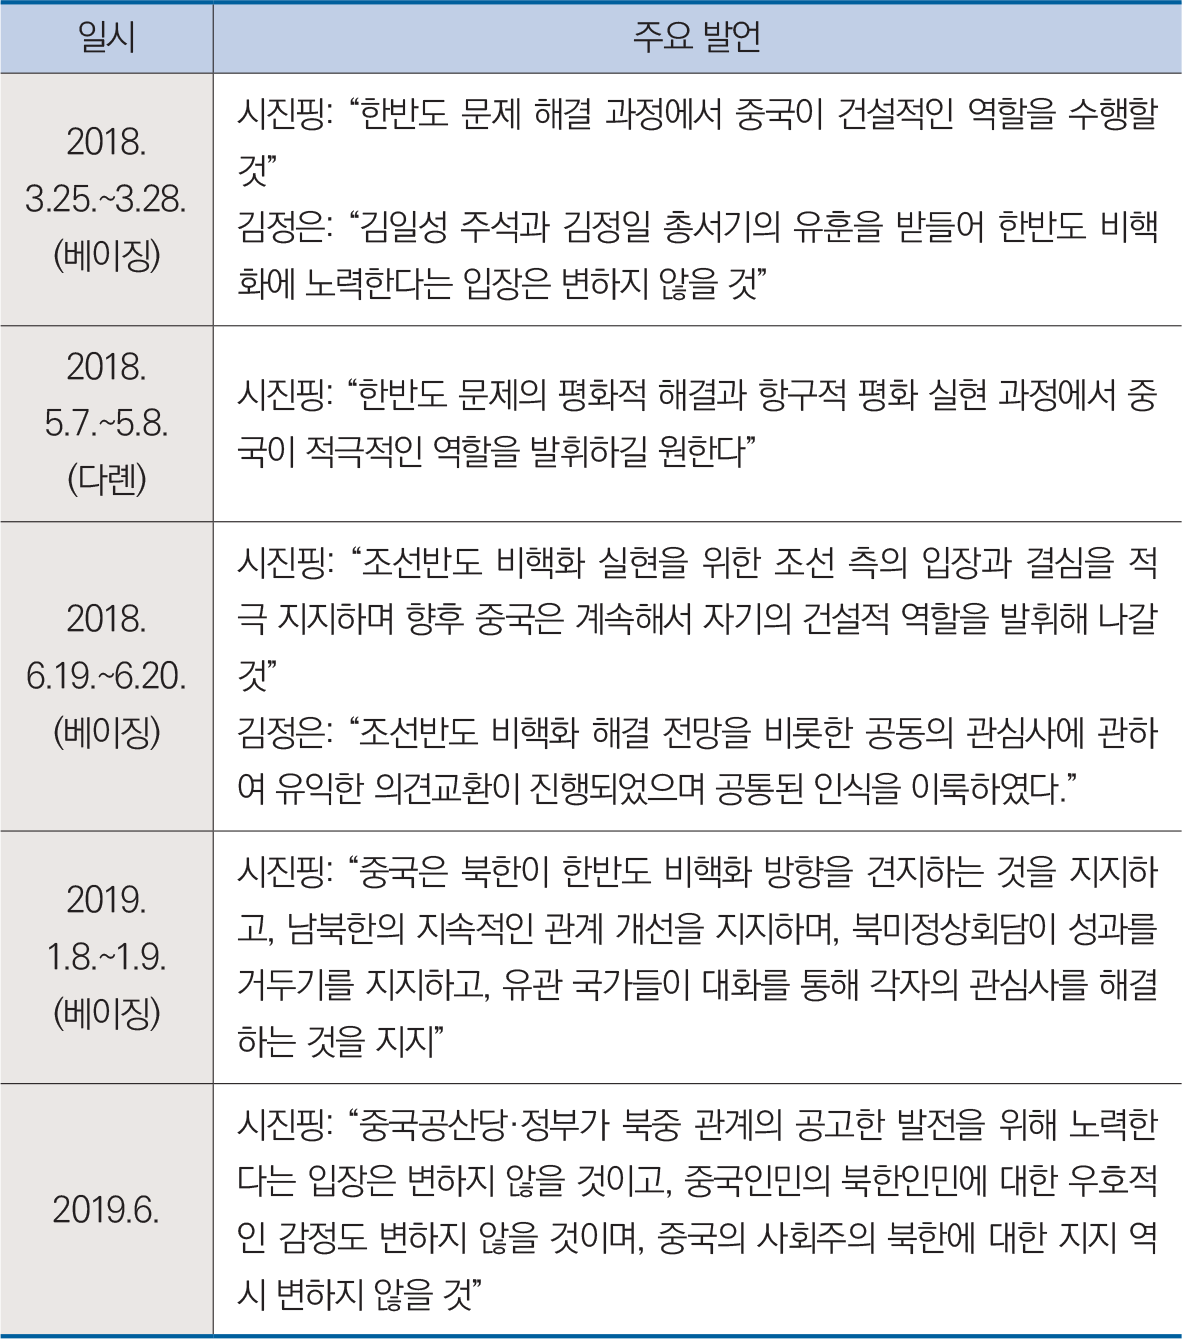 일시
주요 발언
2018.
3.25.~3.28.
(베이징)
시진핑: “한반도 문제 해결 과정에서 중국이 건설적인 역할을 수행할
것”
김정은: “김일성 주석과 김정일 총서기의 유훈을 받들어 한반도 비핵
화에 노력한다는 입장은 변하지 않을 것”
2018.
5.7.~5.8.
(다롄)
시진핑: “한반도 문제의 평화적 해결과 항구적 평화 실현 과정에서 중
국이 적극적인 역할을 발휘하길 원한다”
2018.
6.19.~6.20.
(베이징)
시진핑: “조선반도 비핵화 실현을 위한 조선 측의 입장과 결심을 적
극 지지하며 향후 중국은 계속해서 자기의 건설적 역할을 발휘해 나갈
것”
김정은: “조선반도 비핵화 해결 전망을 비롯한 공동의 관심사에 관하
여 유익한 의견교환이 진행되었으며 공통된 인식을 이룩하였다.”
2019.
1.8.~1.9.
(베이징)
시진핑: “중국은 북한이 한반도 비핵화 방향을 견지하는 것을 지지하
고, 남북한의 지속적인 관계 개선을 지지하며, 북미정상회담이 성과를
거두기를 지지하고, 유관 국가들이 대화를 통해 각자의 관심사를 해결
하는 것을 지지”
2019.6.
시진핑: “중국공산당·정부가 북중 관계의 공고한 발전을 위해 노력한
다는 입장은 변하지 않을 것이고, 중국인민의 북한인민에 대한 우호적
인 감정도 변하지 않을 것이며, 중국의 사회주의 북한에 대한 지지 역
시 변하지 않을 것”